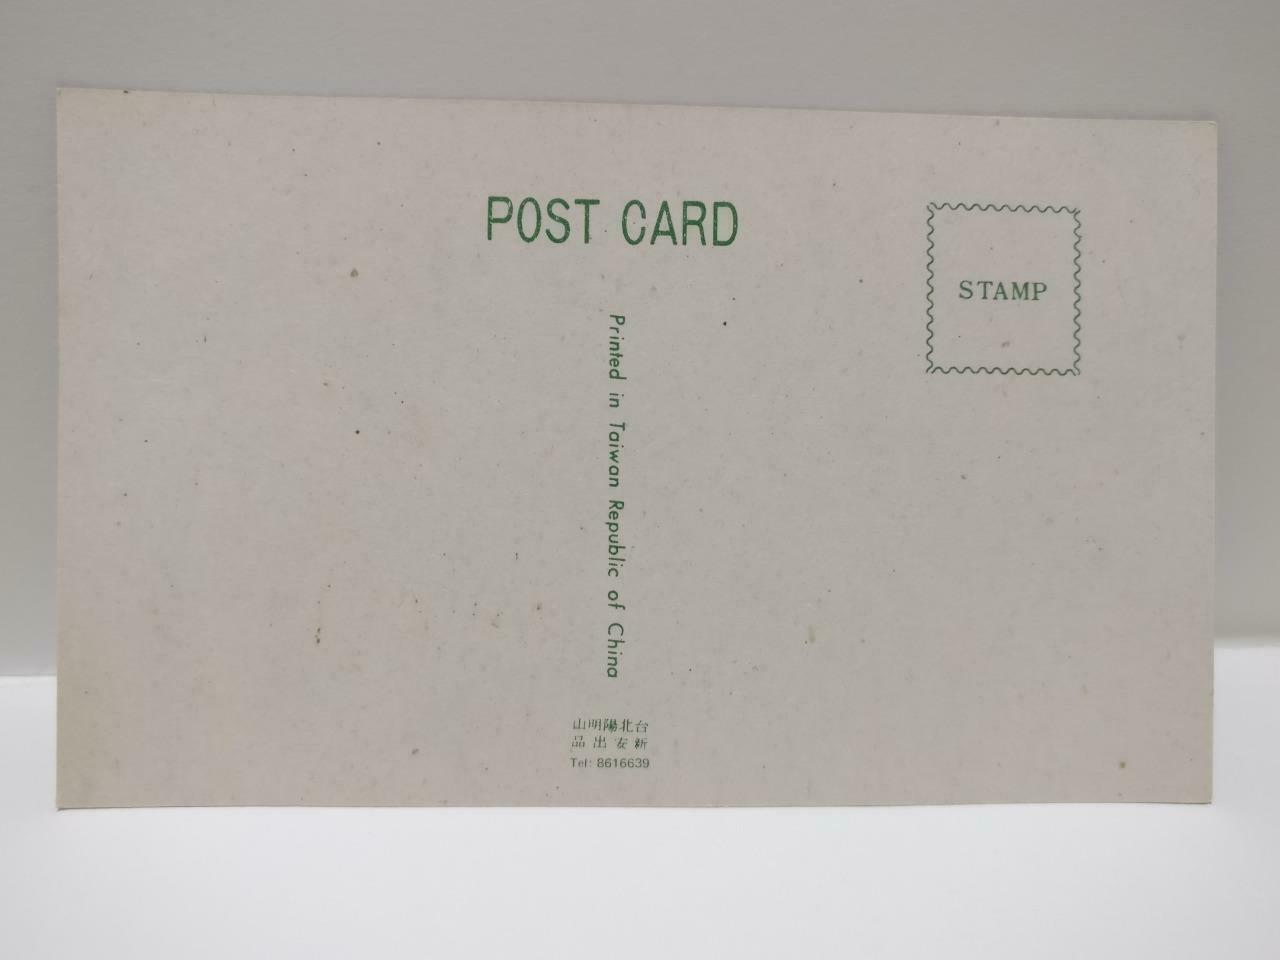 POST CARD
STAMP
Printed in Taiwan Republic of China
山明陽北台
品出安新
Tel: 8616639